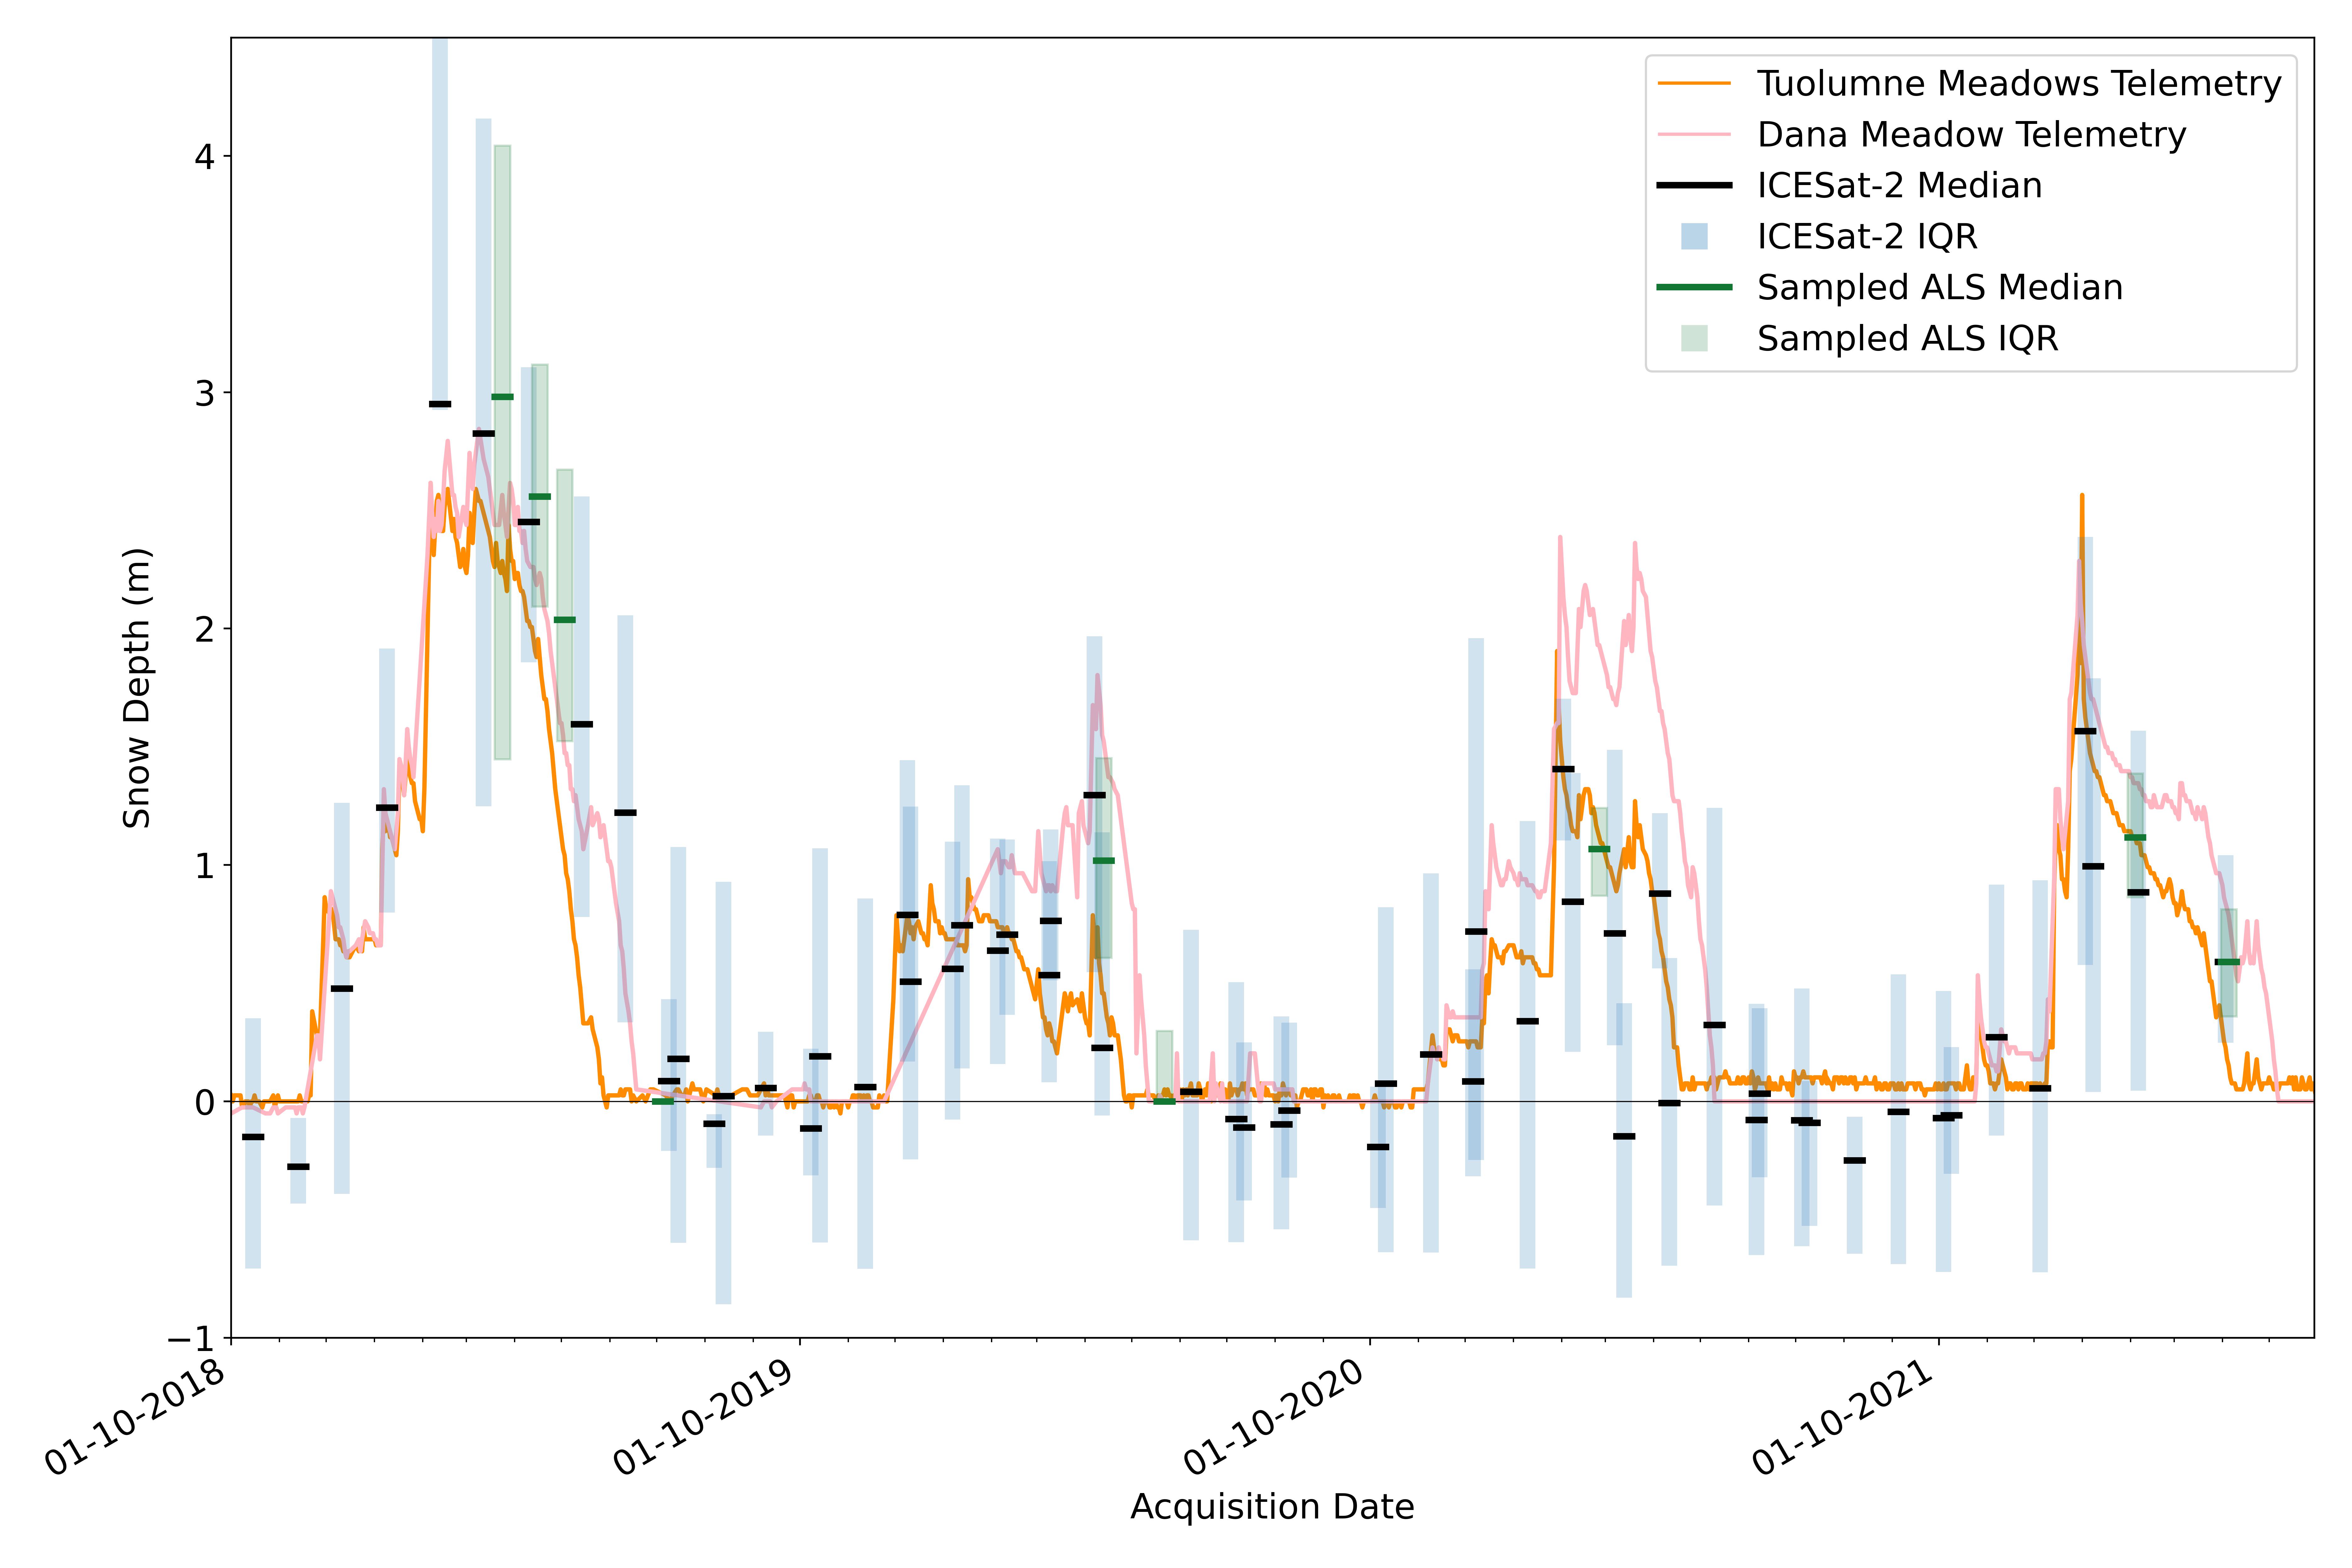 Tuolumne Meadows Telemetry
Dana Meadow Telemetry
ICESat-2 Median
ICESat-2 IQR
Sampled ALS Median
Sampled ALS IQR
Snow Depth (m)
4
3
2
1
0
−1
01-10-2018
01-10-2019
01-10-2020
01-10-2021
Acquisition Date